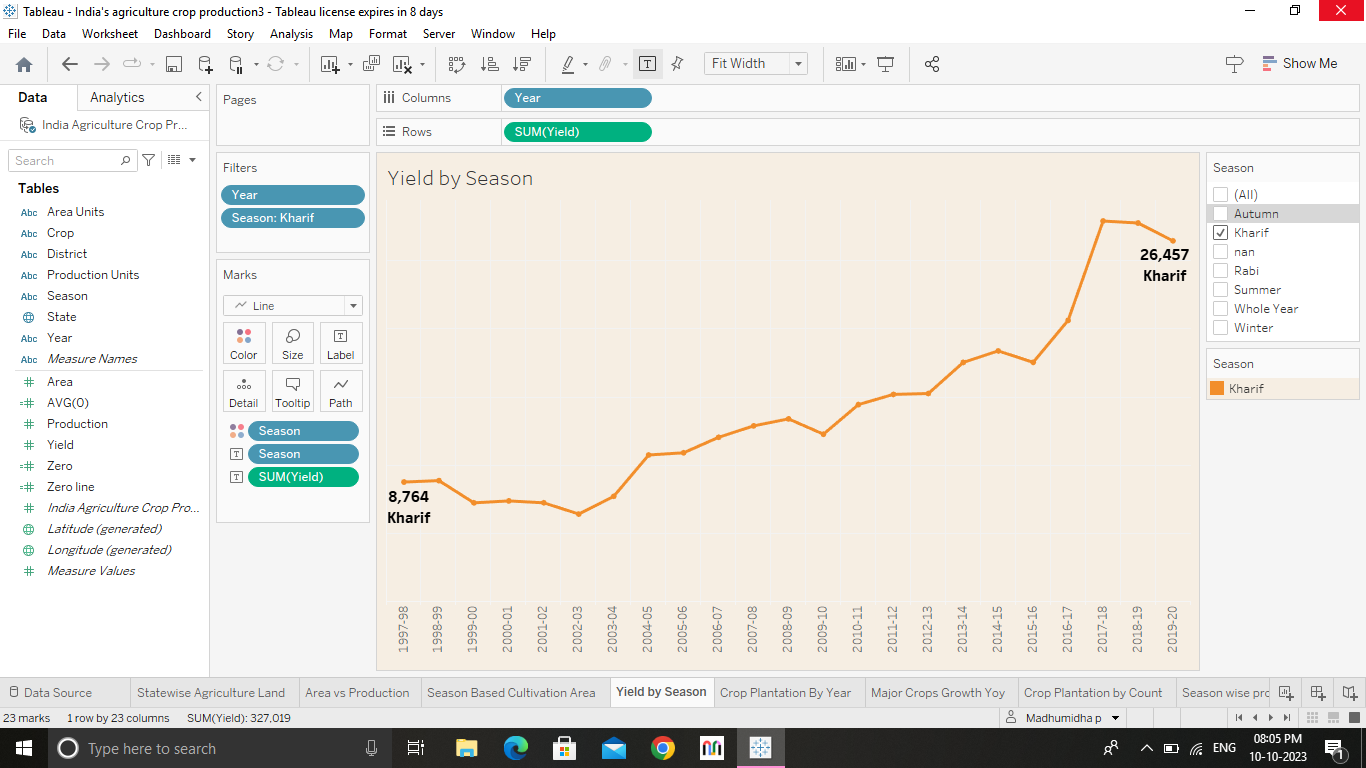 Tableau - India's agriculture crop production3 - Tableau license expires in 8 days
File Data Worksheet Dashboard Story Analysis Map Format Server Window Help
Fit Width
Show Me
Data Analytics
India Agriculture Crop Pr...
Search
Tables
Abc Area Units
Abc Crop
Abc District
Abc Production Units
Abc Season
State
Abc Year
Abc Measure Names
Area
AVG(0)
Production
Yield
Zero
Zero line
India Agriculture Crop Pro...
Latitude (generated)
Longitude (generated)
Measure Values
Pages
Filters
Year
Season: Kharif
Marks
Line
Color Size Label
Detail Tooltip Path
Season
Season
SUM(Yield)
Columns Year
Rows SUM(Yield)
Yield by Season
26,457
Kharif
8,764
Kharif
1997-98
1998-99
1999-00
2000-01
2001-02
2002-03
2003-04
2004-05
2005-06
2006-07
2007-08
2008-09
2009-10
2010-11
2011-12
2012-13
2013-14
2014-15
2015-16
2016-17
2017-18
2018-19
2019-20
Season
(All)
Autumn
Kharif
nan
Rabi
Summer
Whole Year
Winter
Season
Kharif
Data Source Statewise Agriculture Land Area vs Production Season Based Cultivation Area Yield by Season Crop Plantation By Year Major Crops Growth Yoy Crop Plantation by Count Season wise pro
23 marks 1 row by 23 columns SUM(Yield): 327,019 Madhumidha p
Type here to search
ENG
08:05 PM
10-10-2023
1